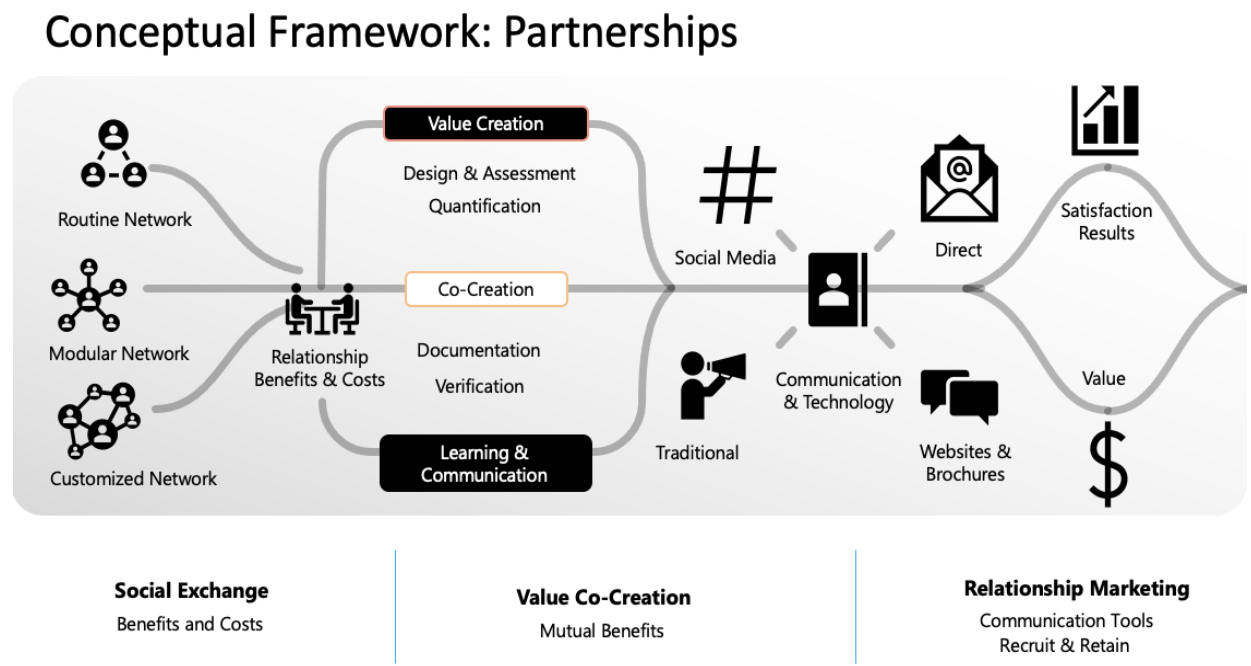 Conceptual Framework: Partnerships
Routine Network
Modular Network
Customized Network
Relationship
Benefits & Costs
Value Creation
Design & Assessment
Quantification
Co-Creation
Documentation
Verification
Learning &
Communication
#
Social Media
Traditional
Communication
& Technology
@
Direct
Websites &
Brochures
Satisfaction
Results
Value
$
Social Exchange
Benefits and Costs
Value Co-Creation
Mutual Benefits
Relationship Marketing
Communication Tools
Recruit & Retain